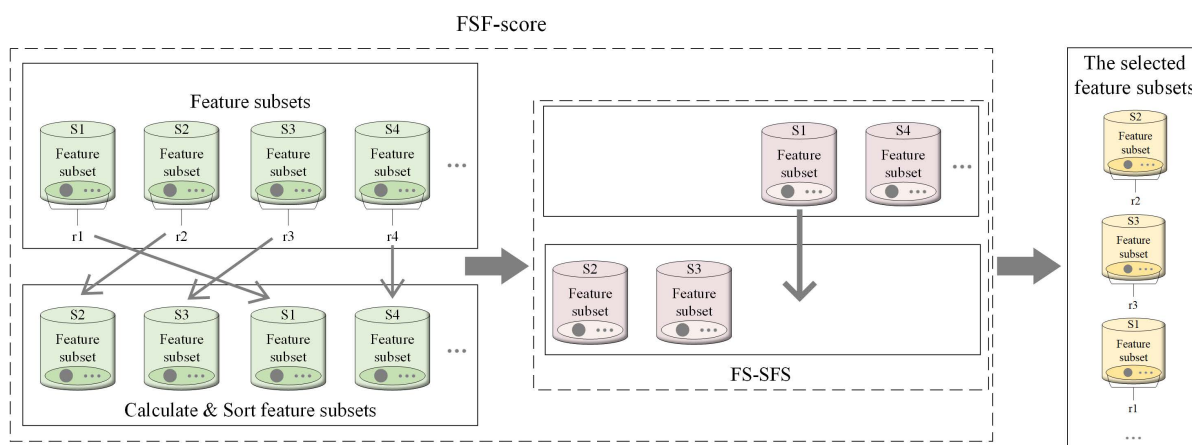 FSF-score
Feature subsets
S1
Feature
subset
...
S2
Feature
subset
...
S3
Feature
subset
...
S4
Feature
subset
...
...
r1
r2
r3
r4
S2
Feature
subset
...
S3
Feature
subset
...
S1
Feature
subset
...
S4
Feature
subset
...
...
Calculate & Sort feature subsets
S1
Feature
subset
...
S4
Feature
subset
...
...
S2
Feature
subset
...
S3
Feature
subset
...
FS-SFS
The selected
feature subsets
S2
Feature
subset
...
r2
S3
Feature
subset
...
r3
S1
Feature
subset
...
r1
...